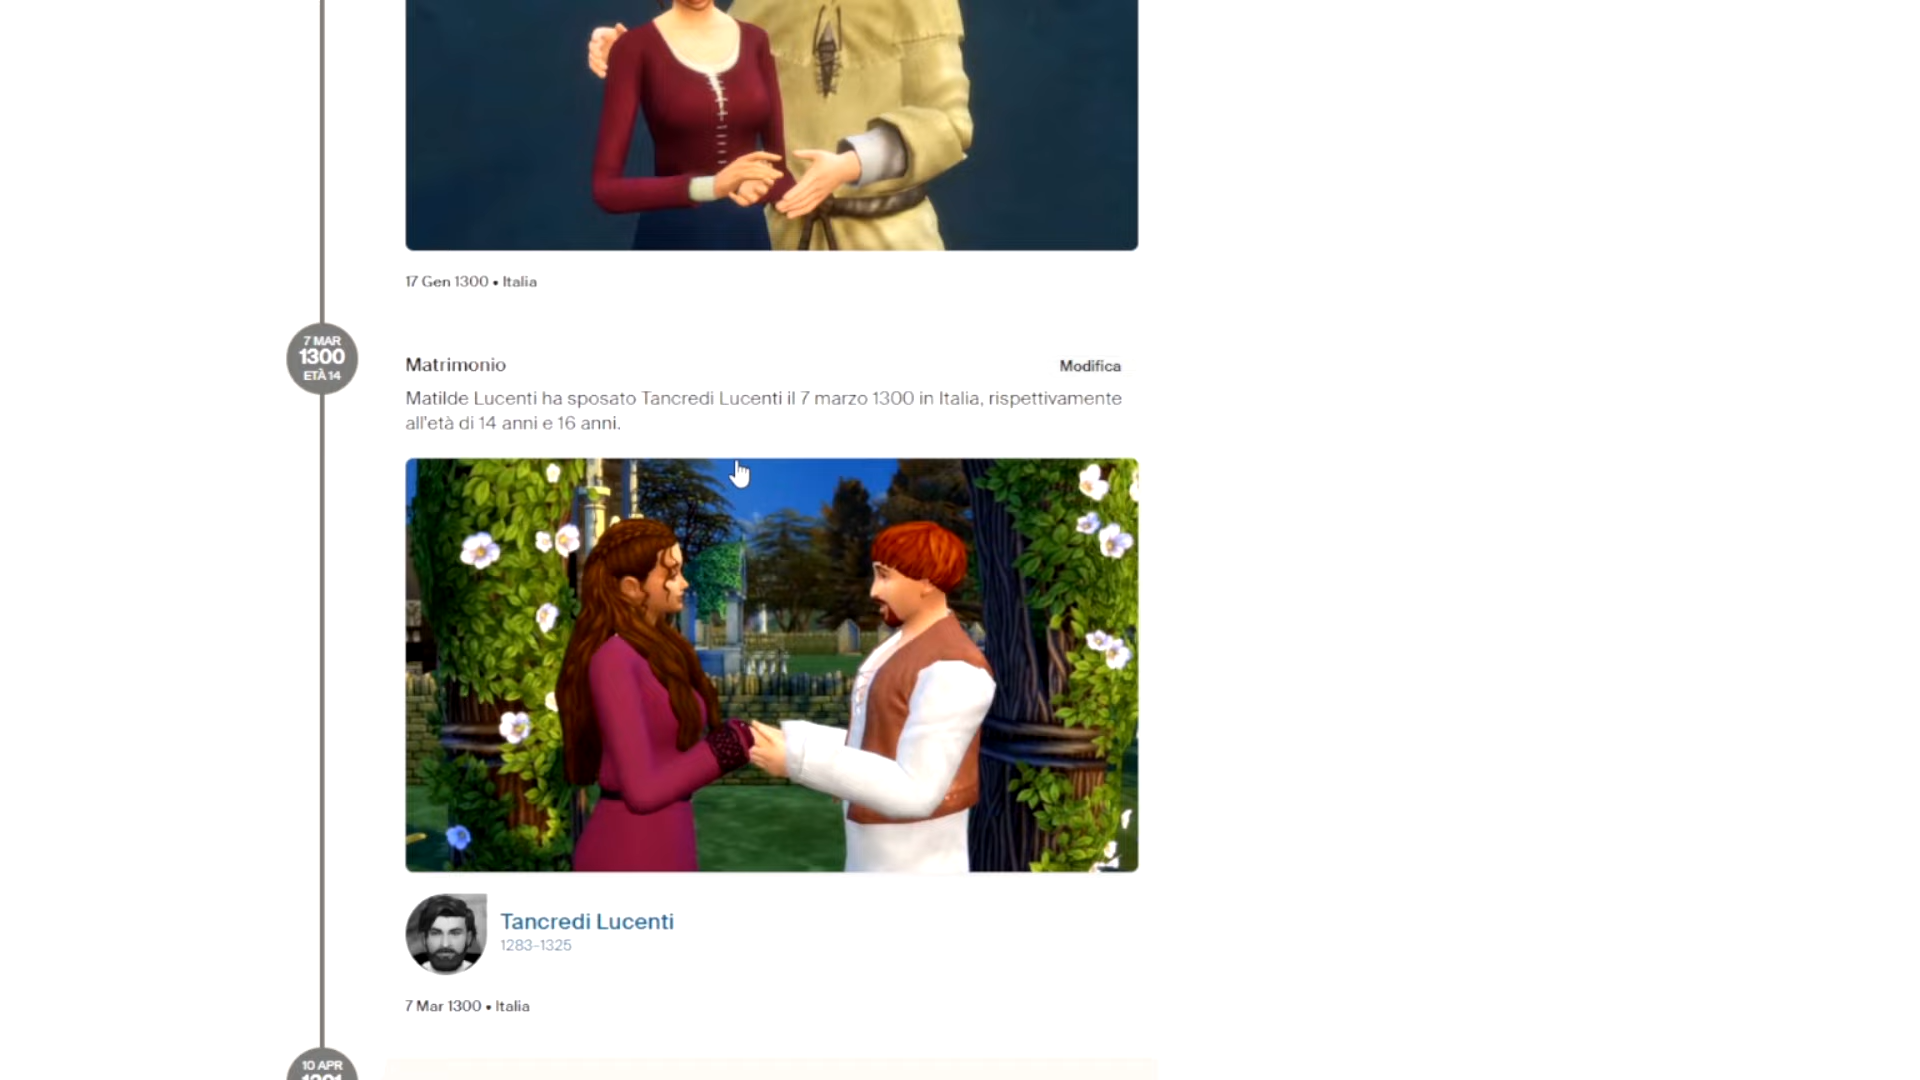 17 Gen 1300 • Italia
7 MAR
1300
ETÀ 14
Matrimonio
Modifica
Matilde Lucenti ha sposato Tancredi Lucenti il 7 marzo 1300 in Italia, rispettivamente
all'età di 14 anni e 16 anni.
Tancredi Lucenti
1283-1325
7 Mar 1300 • Italia
10 APR